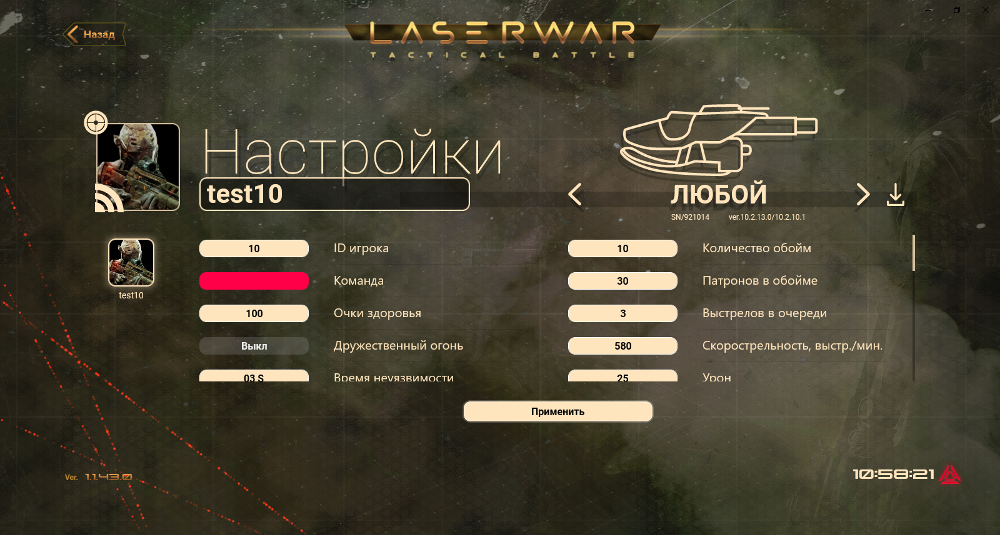 Назад
LASERWAR
TACTICAL BATTLE
Настройки
test10
ЛЮБОЙ
SN/921014 ver.10.2.13.0/10.2.10.1
test10
10 ID игрока
Команда
100 Очки здоровья
Выкл Дружественный огонь
03 S Время неуязвимости
10 Количество обойм
30 Патронов в обойме
3 Выстрелов в очереди
580 Скорострельность, выстр./мин.
25 Урон
Применить
Ver. 1.1.43.0
10:58:21